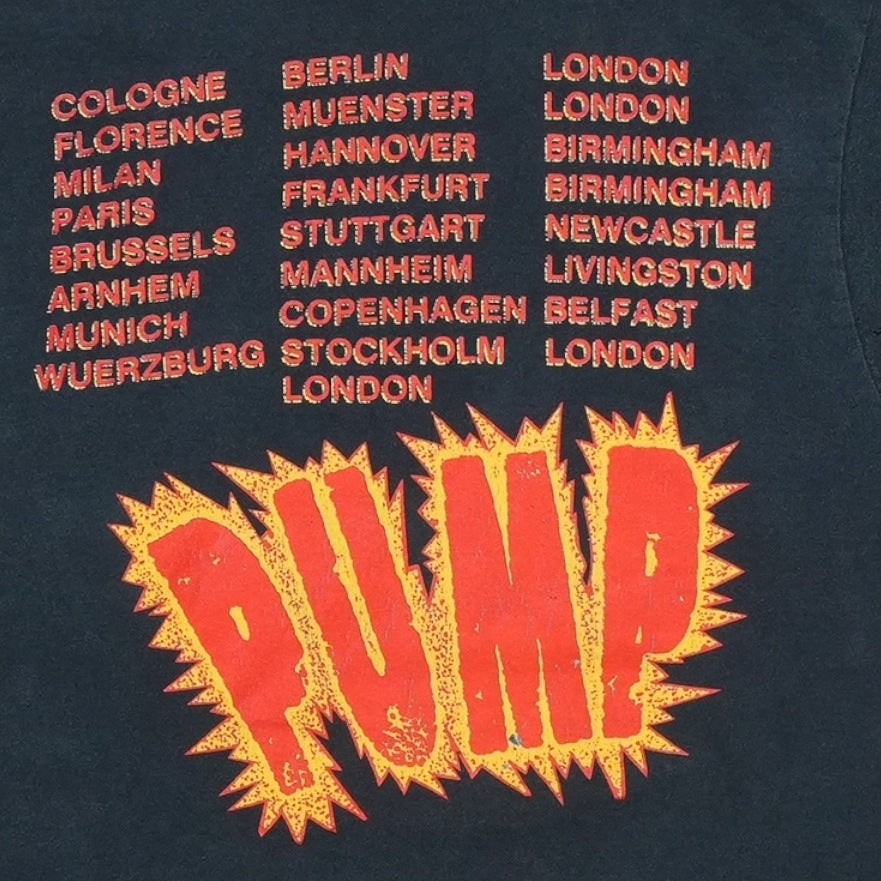 COLOGNE
FLORENCE
MILAN
PARIS
BRUSSELS
ARNHEM
MUNICH
WUERZBURG
BERLIN
MUENSTER
HANNOVER
FRANKFURT
STUTTGART
MANNHEIM
COPENHAGEN
STOCKHOLM
LONDON
LONDON
LONDON
BIRMINGHAM
BIRMINGHAM
NEWCASTLE
LIVINGSTON
BELFAST
LONDON
PUMP